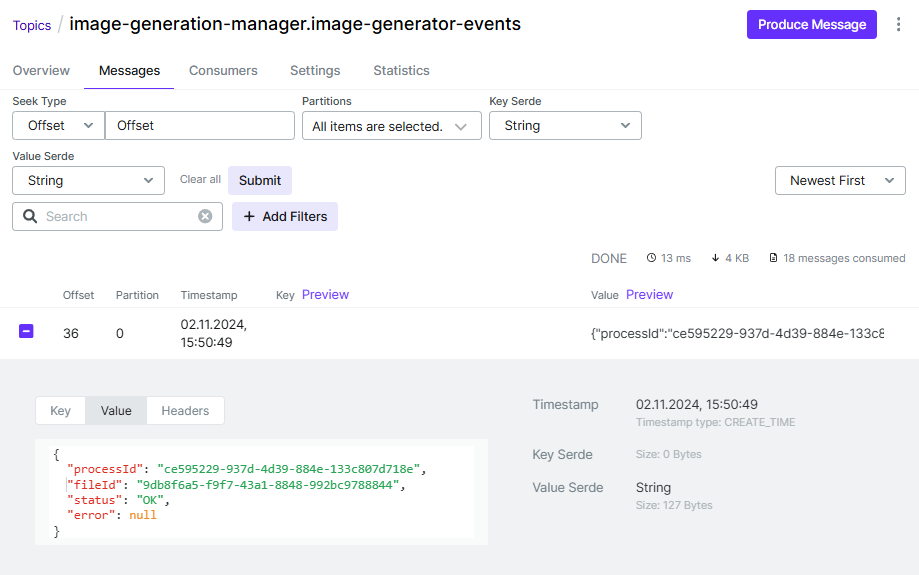 Topics / image-generation-manager.image-generator-events Produce Message
Overview Messages Consumers Settings Statistics
Seek Type Partitions Key Serde
Offset Offset All items are selected. String
Value Serde
String Clear all Submit Newest First
Search + Add Filters
DONE 13 ms 4 KB 18 messages consumed
Offset Partition Timestamp Key Preview Value Preview
36 0 02.11.2024, 15:50:49 {"processId":"ce595229-937d-4d39-884e-133c8
Key Value Headers
Timestamp 02.11.2024, 15:50:49
Timestamp type: CREATE_TIME
Key Serde Size: 0 Bytes
Value Serde String
Size: 127 Bytes
{
"processId": "ce595229-937d-4d39-884e-133c807d718e",
"fileId": "9db8f6a5-f9f7-43a1-8848-992bc9788844",
"status": "OK",
"error": null
}